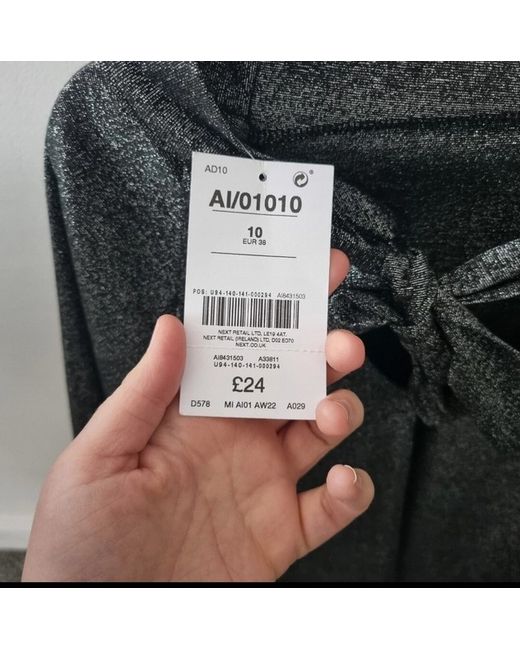 AD10
AI/01010
10
EUR 38
POS: U94-140-141-000294 AI8431503
NEXT RETAIL LTD, LE19 4AT.
NEXT RETAIL (IRELAND) LTD, D02 ED70
NEXT.CO.UK
AI8431503 A33811
U94-140-141-000294
£24
D578 MI AI01 AW22 A029